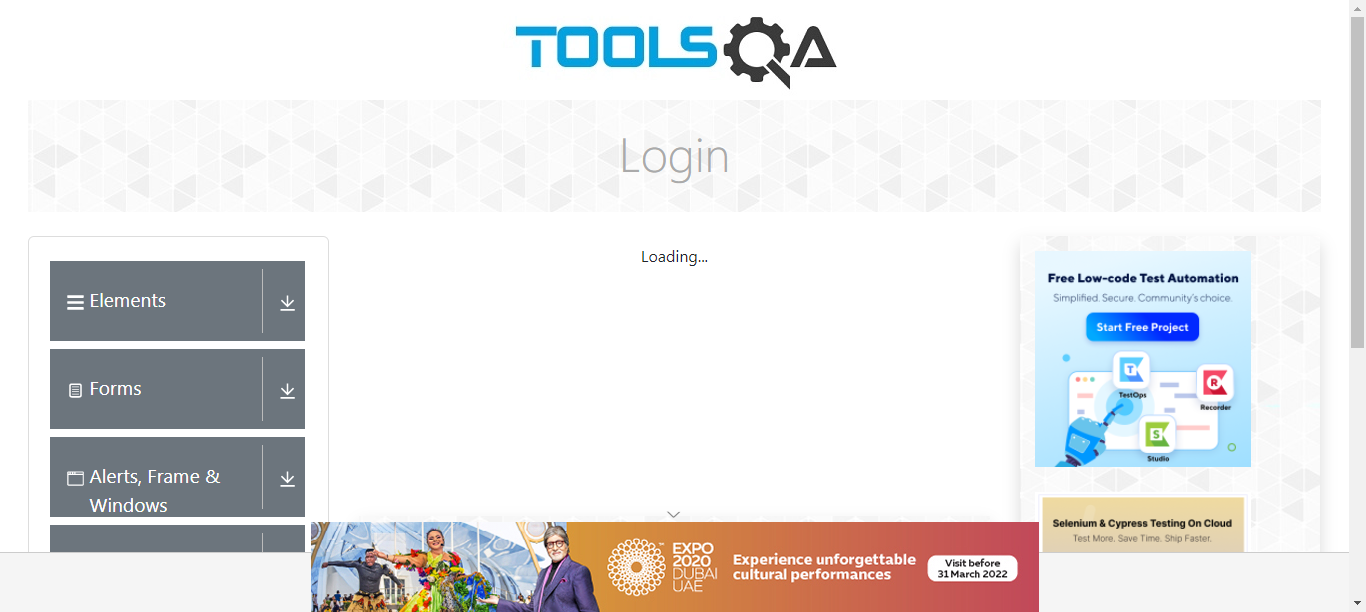 TOOLSQA
Login
Elements
Forms
Alerts, Frame &
Windows
Loading...
Free Low-code Test Automation
Simplified. Secure. Community's choice.
Start Free Project
T
TestOps
R
Recorder
S
Studio
Selenium & Cypress Testing On Cloud
Test More. Save Time. Ship Faster.
EXPO
2020
DUBAI
UAE
Experience unforgettable
cultural performances
Visit before
31 March 2022